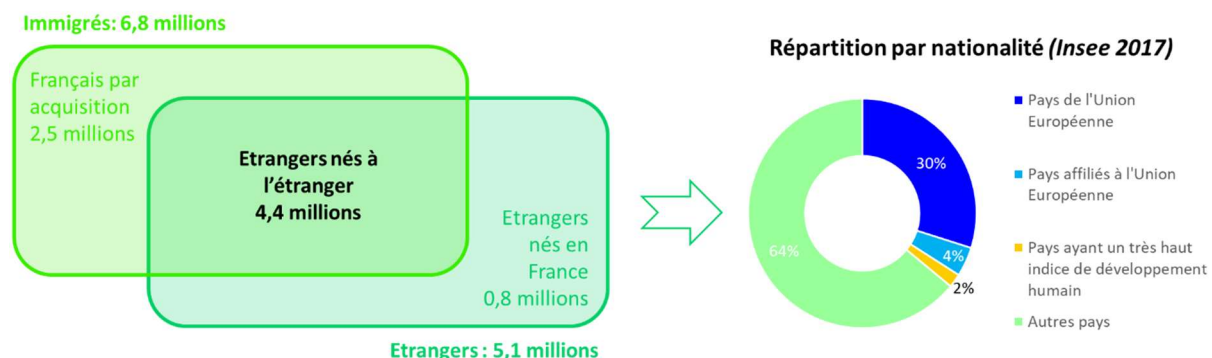 Immigrés: 6,8 millions
Français par
acquisition
2,5 millions
Etrangers nés à
l’étranger
4,4 millions
Etrangers
nés en
France
0,8 millions
Etrangers : 5,1 millions
Répartition par nationalité (Insee 2017)
30%
4%
2%
64%
Pays de l'Union
Européenne
Pays affiliés à l'Union
Européenne
Pays ayant un très haut
indice de développement
humain
Autres pays